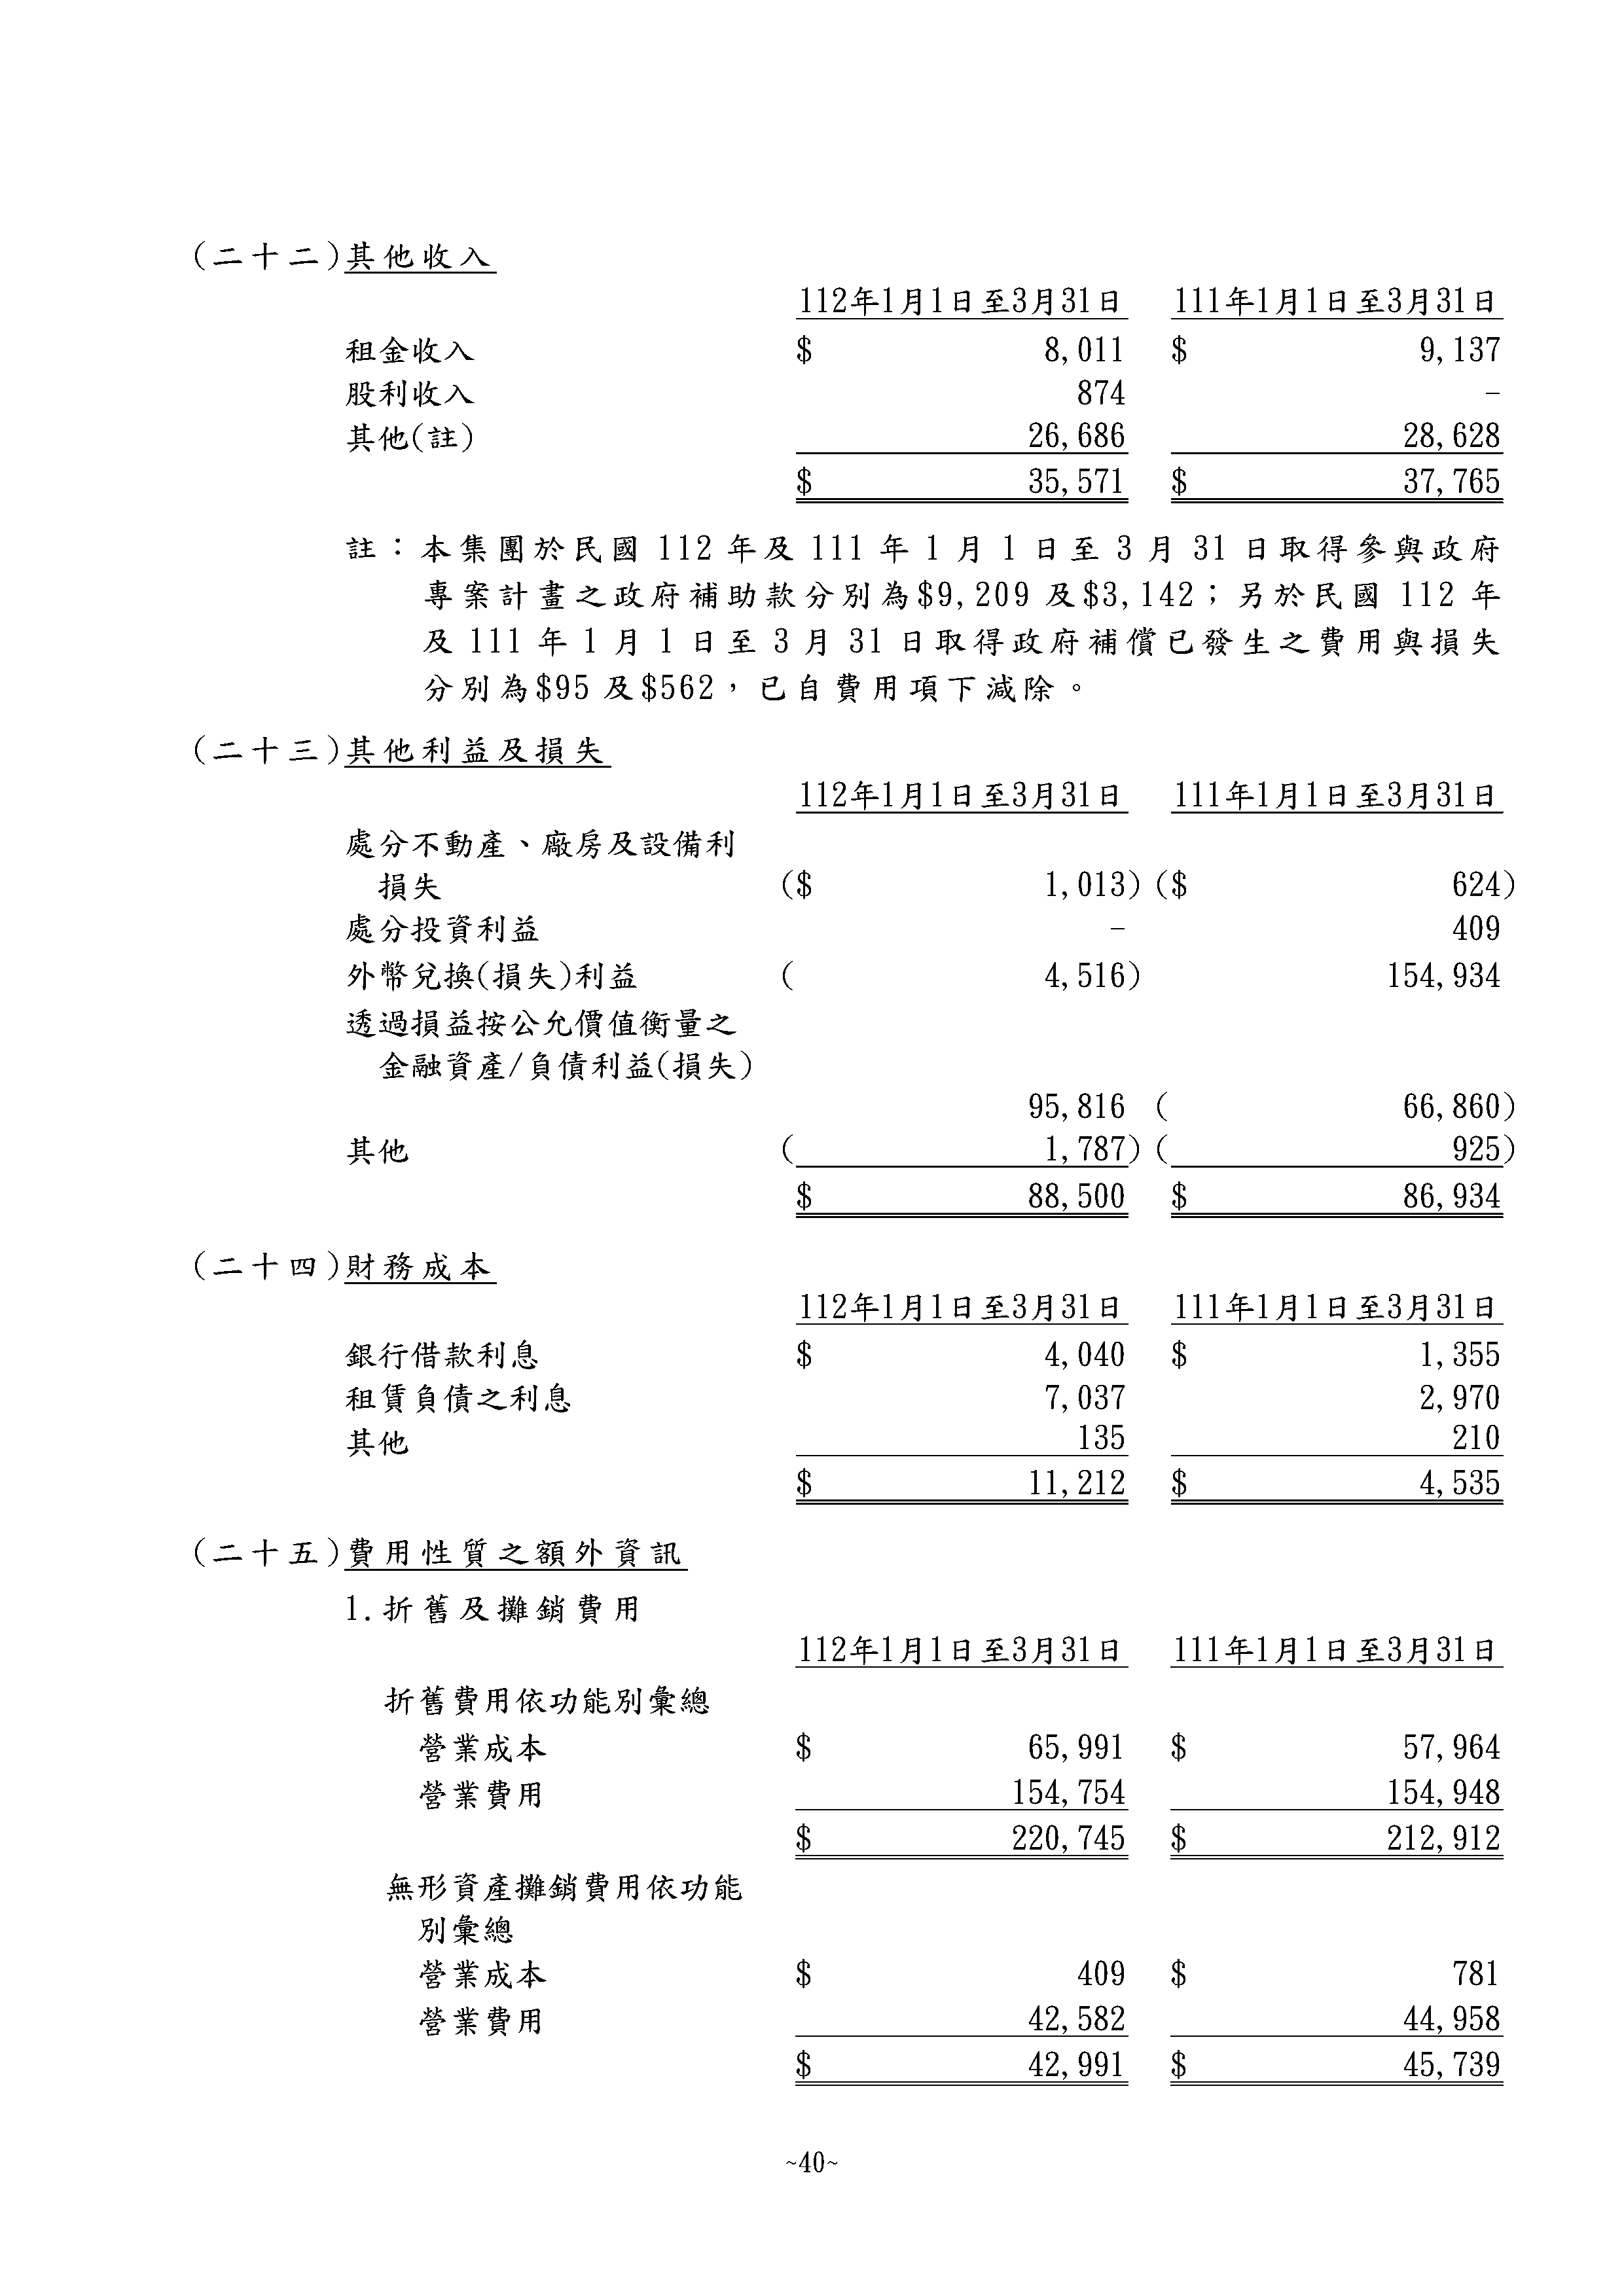 (二十二)其他收入
112年1月1日至3月31日 111年1月1日至3月31日
租金收入 $ 8,011 $ 9,137
股利收入 874 -
其他(註) 26,686 28,628
$ 35,571 $ 37,765
註：本集團於民國 112 年及 111 年 1 月 1 日至 3 月 31 日取得參與政府
專案計畫之政府補助款分別為$9,209 及$3,142；另於民國 112 年
及 111 年 1 月 1 日至 3 月 31 日取得政府補償已發生之費用與損失
分別為$95 及$562，已自費用項下減除。
(二十三)其他利益及損失
112年1月1日至3月31日 111年1月1日至3月31日
處分不動產、廠房及設備利
損失 ($ 1,013) ($ 624)
處分投資利益 - 409
外幣兌換(損失)利益 ( 4,516) 154,934
透過損益按公允價值衡量之
金融資產/負債利益(損失)
95,816 ( 66,860)
其他 ( 1,787) ( 925)
$ 88,500 $ 86,934
(二十四)財務成本
112年1月1日至3月31日 111年1月1日至3月31日
銀行借款利息 $ 4,040 $ 1,355
租賃負債之利息 7,037 2,970
其他 135 210
$ 11,212 $ 4,535
(二十五)費用性質之額外資訊
1.折舊及攤銷費用
112年1月1日至3月31日 111年1月1日至3月31日
折舊費用依功能別彙總
營業成本 $ 65,991 $ 57,964
營業費用 154,754 154,948
$ 220,745 $ 212,912
無形資產攤銷費用依功能
別彙總
營業成本 $ 409 $ 781
營業費用 42,582 44,958
$ 42,991 $ 45,739
~40~